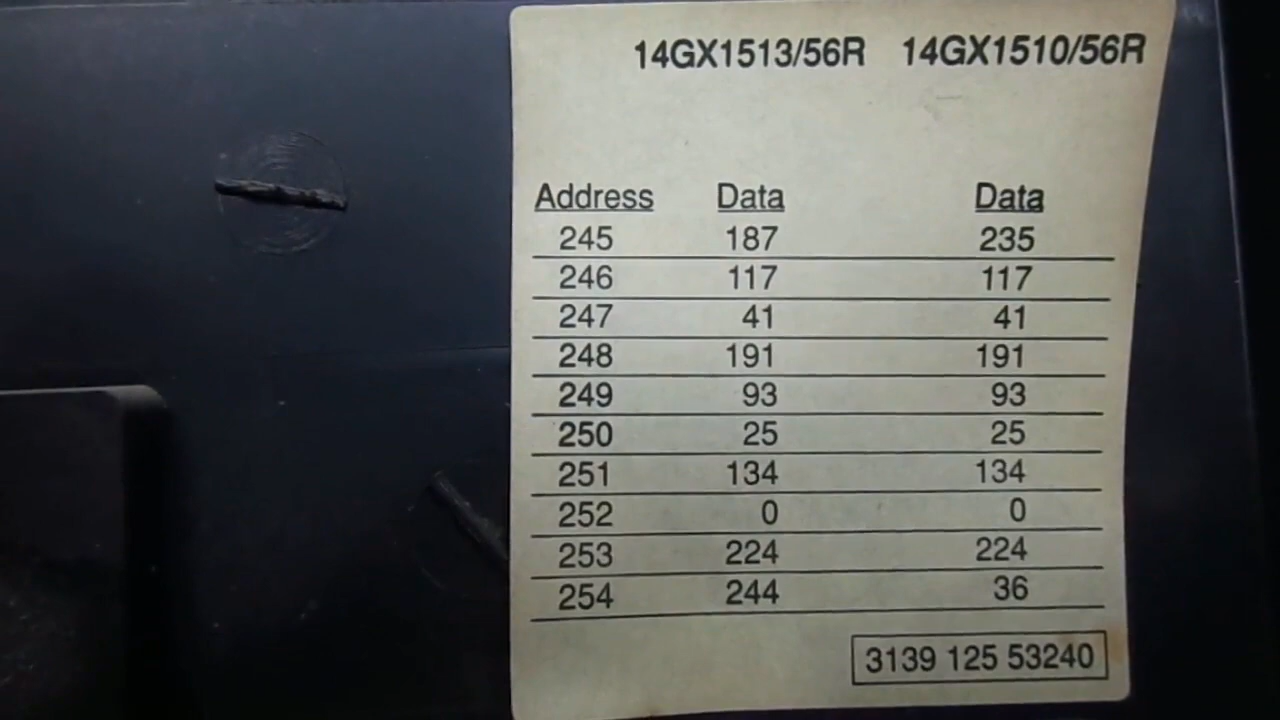 14GX1513/56R 14GX1510/56R
Address Data Data
245 187 235
246 117 117
247 41 41
248 191 191
249 93 93
250 25 25
251 134 134
252 0 0
253 224 224
254 244 36
3139 125 53240